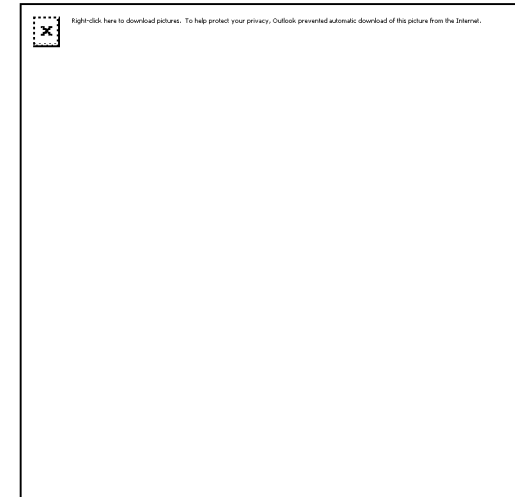 Right-click here to download pictures.  To help protect your privacy, Outlook prevented automatic download of this picture from the Internet.